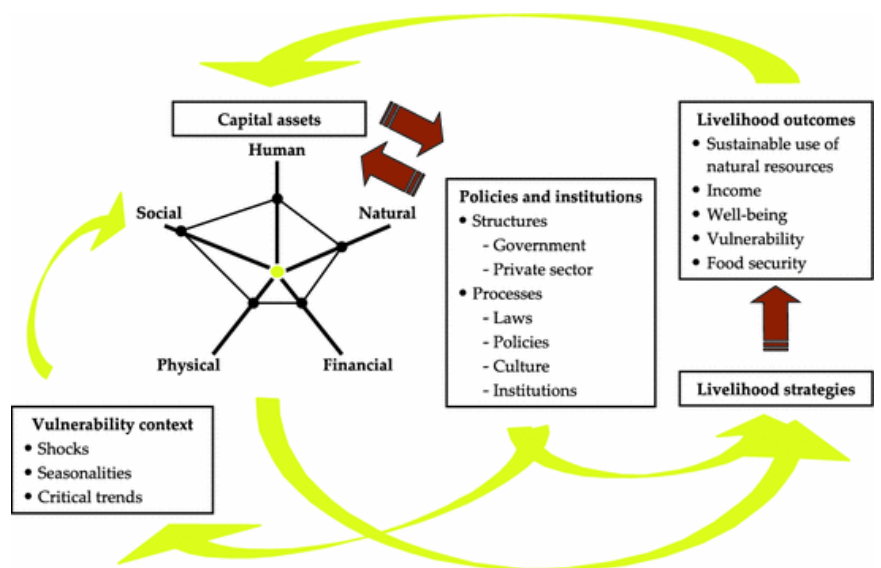 Capital assets
Human
Social
Natural
Physical
Financial
Vulnerability context
• Shocks
• Seasonalities
• Critical trends
Policies and institutions
• Structures
- Government
- Private sector
• Processes
- Laws
- Policies
- Culture
- Institutions
Livelihood outcomes
• Sustainable use of
natural resources
• Income
• Well-being
• Vulnerability
• Food security
Livelihood strategies